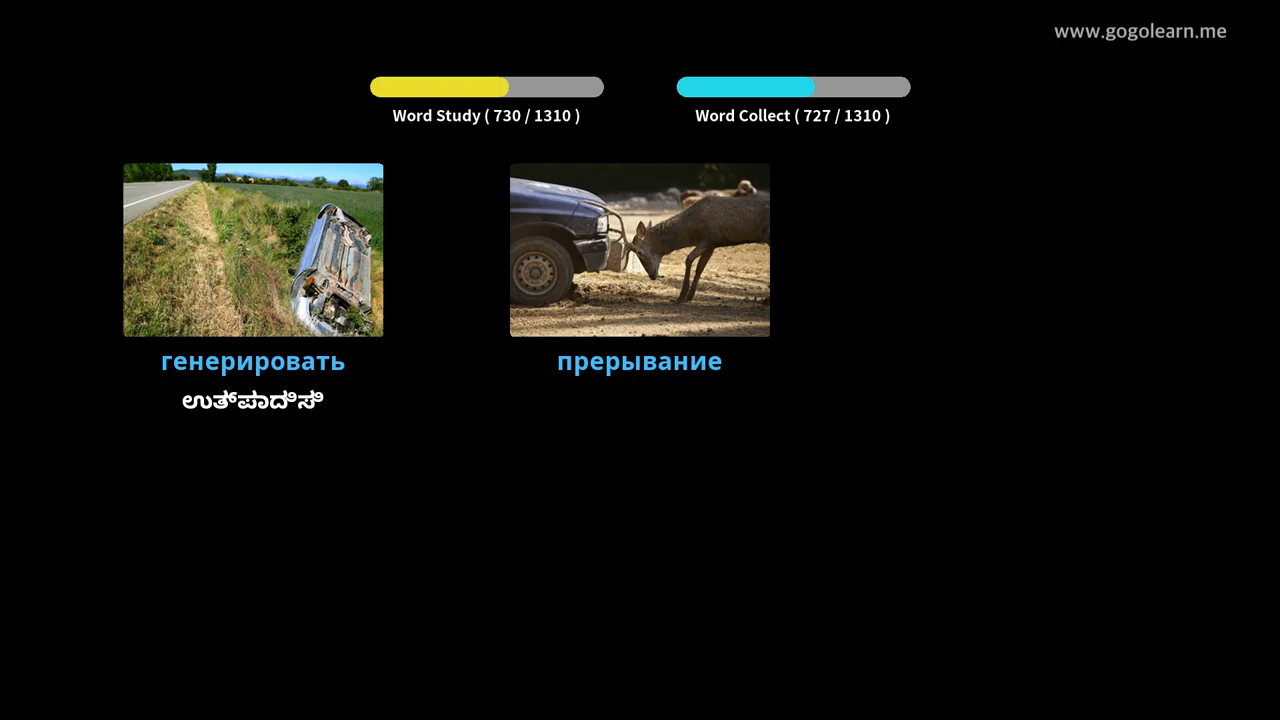 www.gogolearn.me
Word Study ( 730 / 1310 )
Word Collect ( 727 / 1310 )
генерировать
прерывание
ಉತ್ಪಾದಿಸಿ